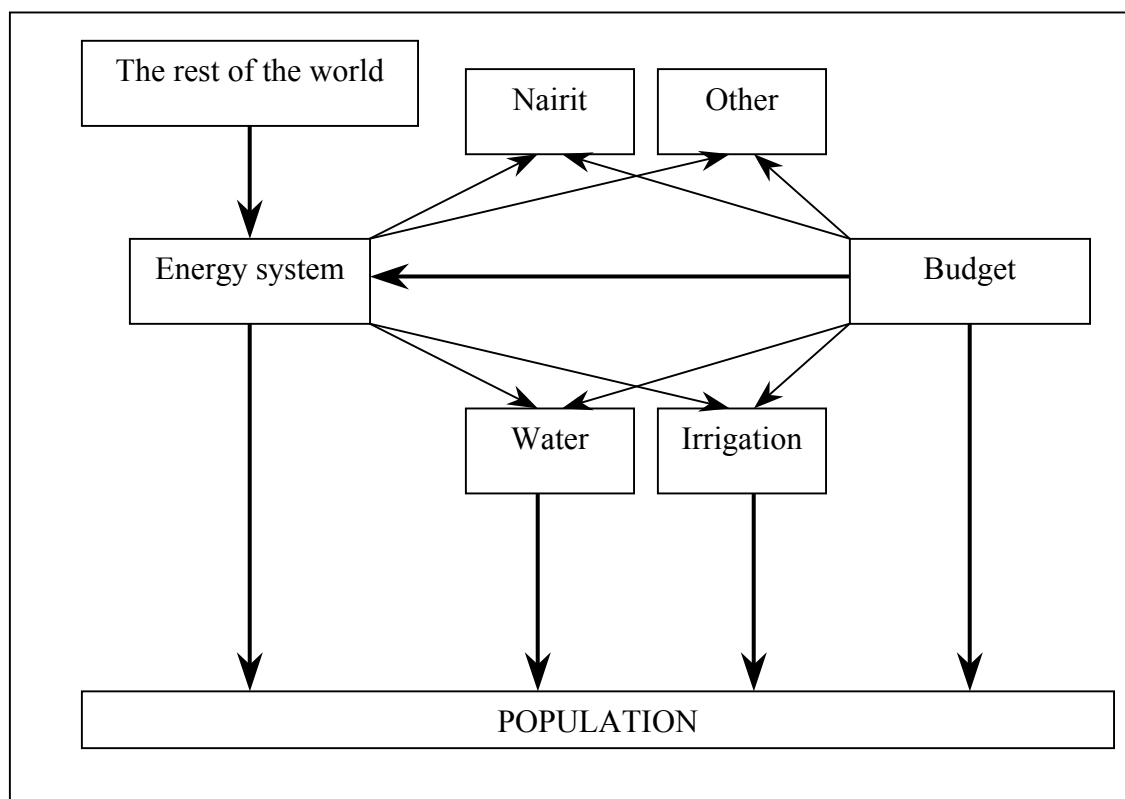 The rest of the world
Nairit
Other
Energy system
Budget
Water
Irrigation
POPULATION